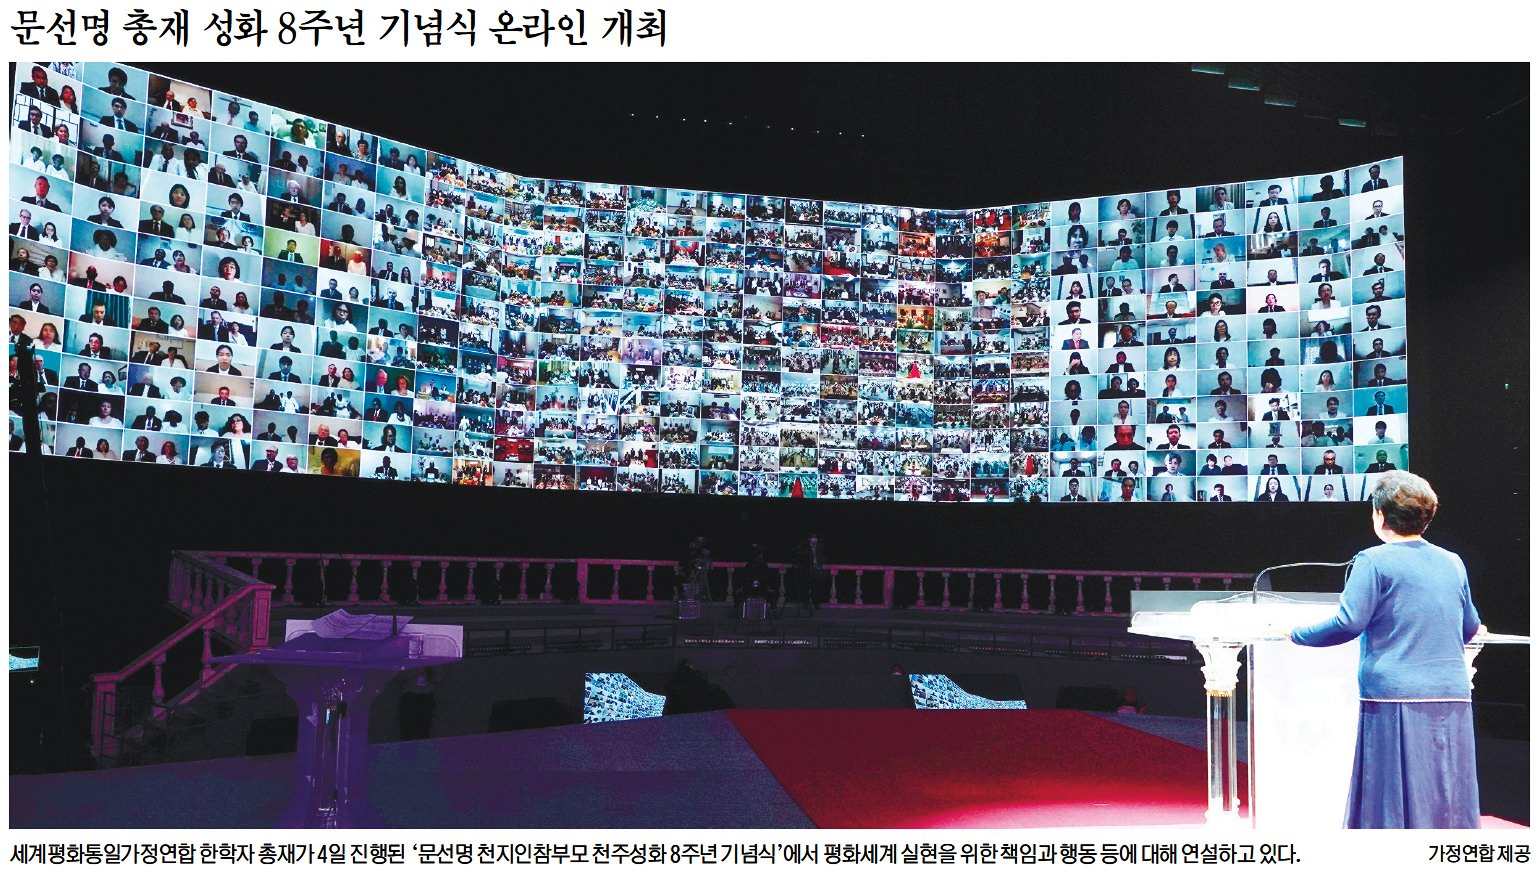 문선명 총재 성화 8주년 기념식 온라인 개최
세계평화통일가정연합 한학자 총재가 4일 진행된 ‘문선명 천지인참부모 천주성화 8주년 기념식’에서 평화세계 실현을 위한 책임과 행동 등에 대해 연설하고 있다.
가정연합 제공